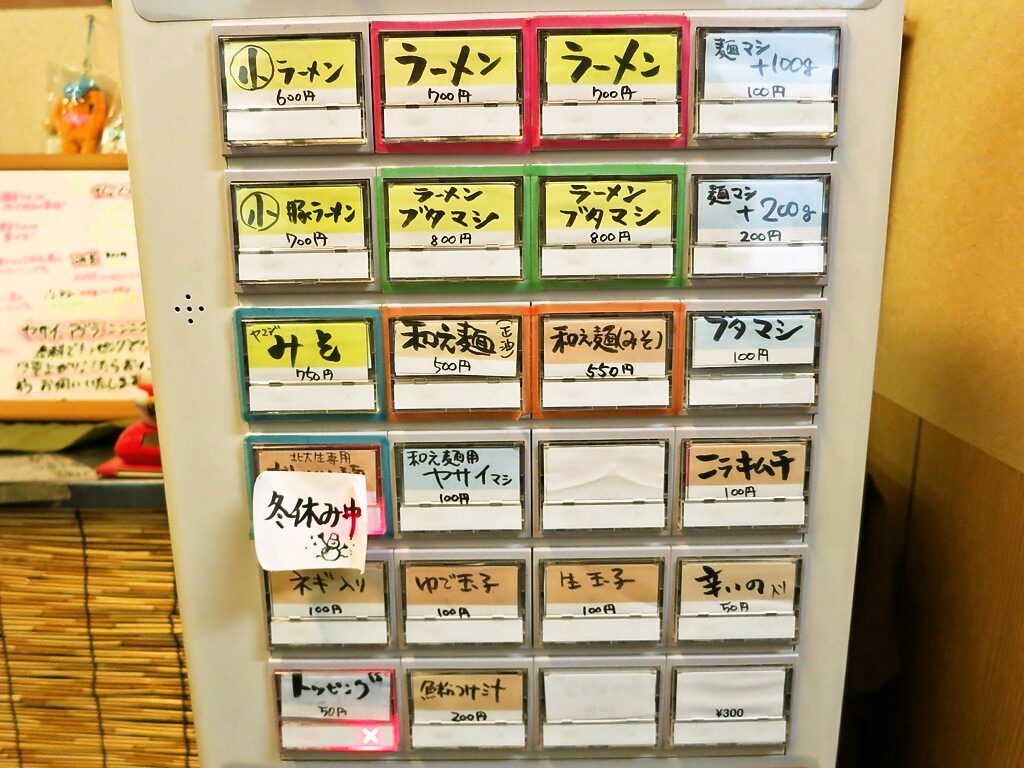 小 ラーメン
600円
ラーメン
700円
ラーメン
700円
麺マシ
+100g
100円
小 豚ラーメン
700円
ラーメン
ブタマシ
800円
ラーメン
ブタマシ
800円
麺マシ
+200g
200円
ヤマジ
みそ
750円
和え麺(正油)
500円
和え麺(みそ)
550円
ブタマシ
100円
北大生専用
冬休み中
和え麺用
ヤサイマシ
100円
ニラキムチ
100円
ネギ入り
100円
ゆで玉子
100円
生玉子
100円
辛いの入り
50円
トッピング
50円
魚粉つけ汁
200円
¥300